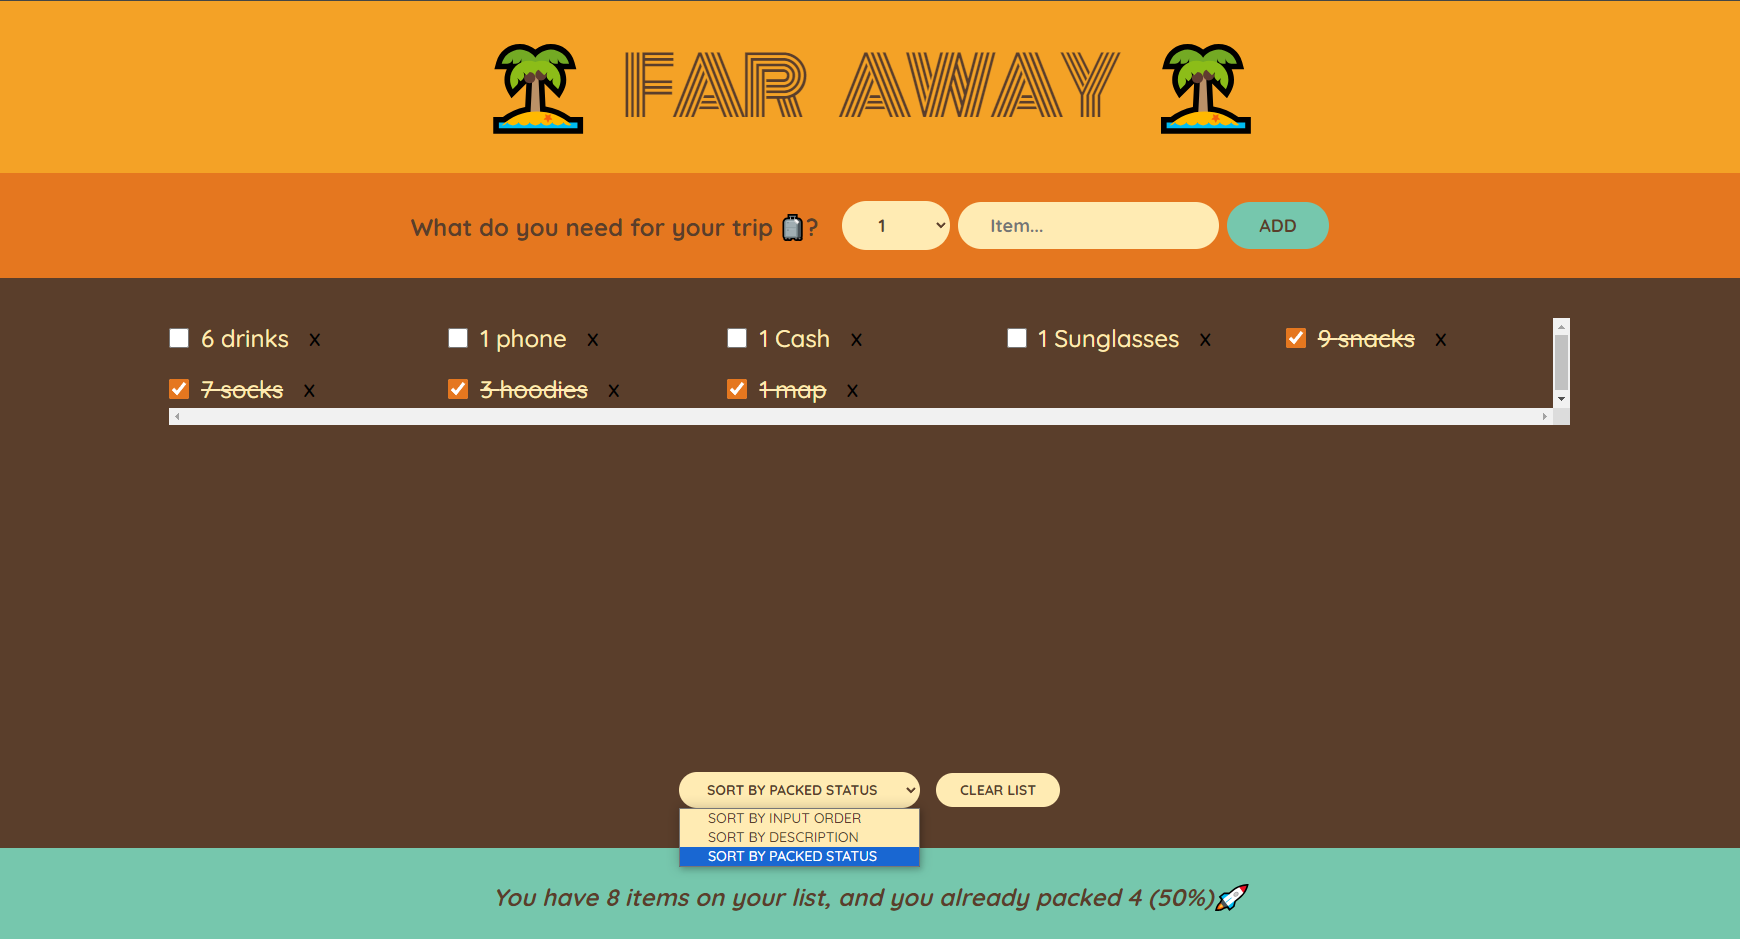 FAR AWAY
What do you need for your trip 🧳? 1 Item... ADD
6 drinks x 1 phone x 1 Cash x 1 Sunglasses x 9 snacks x
7 socks x 3 hoodies x 1 map x
SORT BY PACKED STATUS CLEAR LIST
SORT BY INPUT ORDER
SORT BY DESCRIPTION
SORT BY PACKED STATUS
You have 8 items on your list, and you already packed 4 (50%)🚀